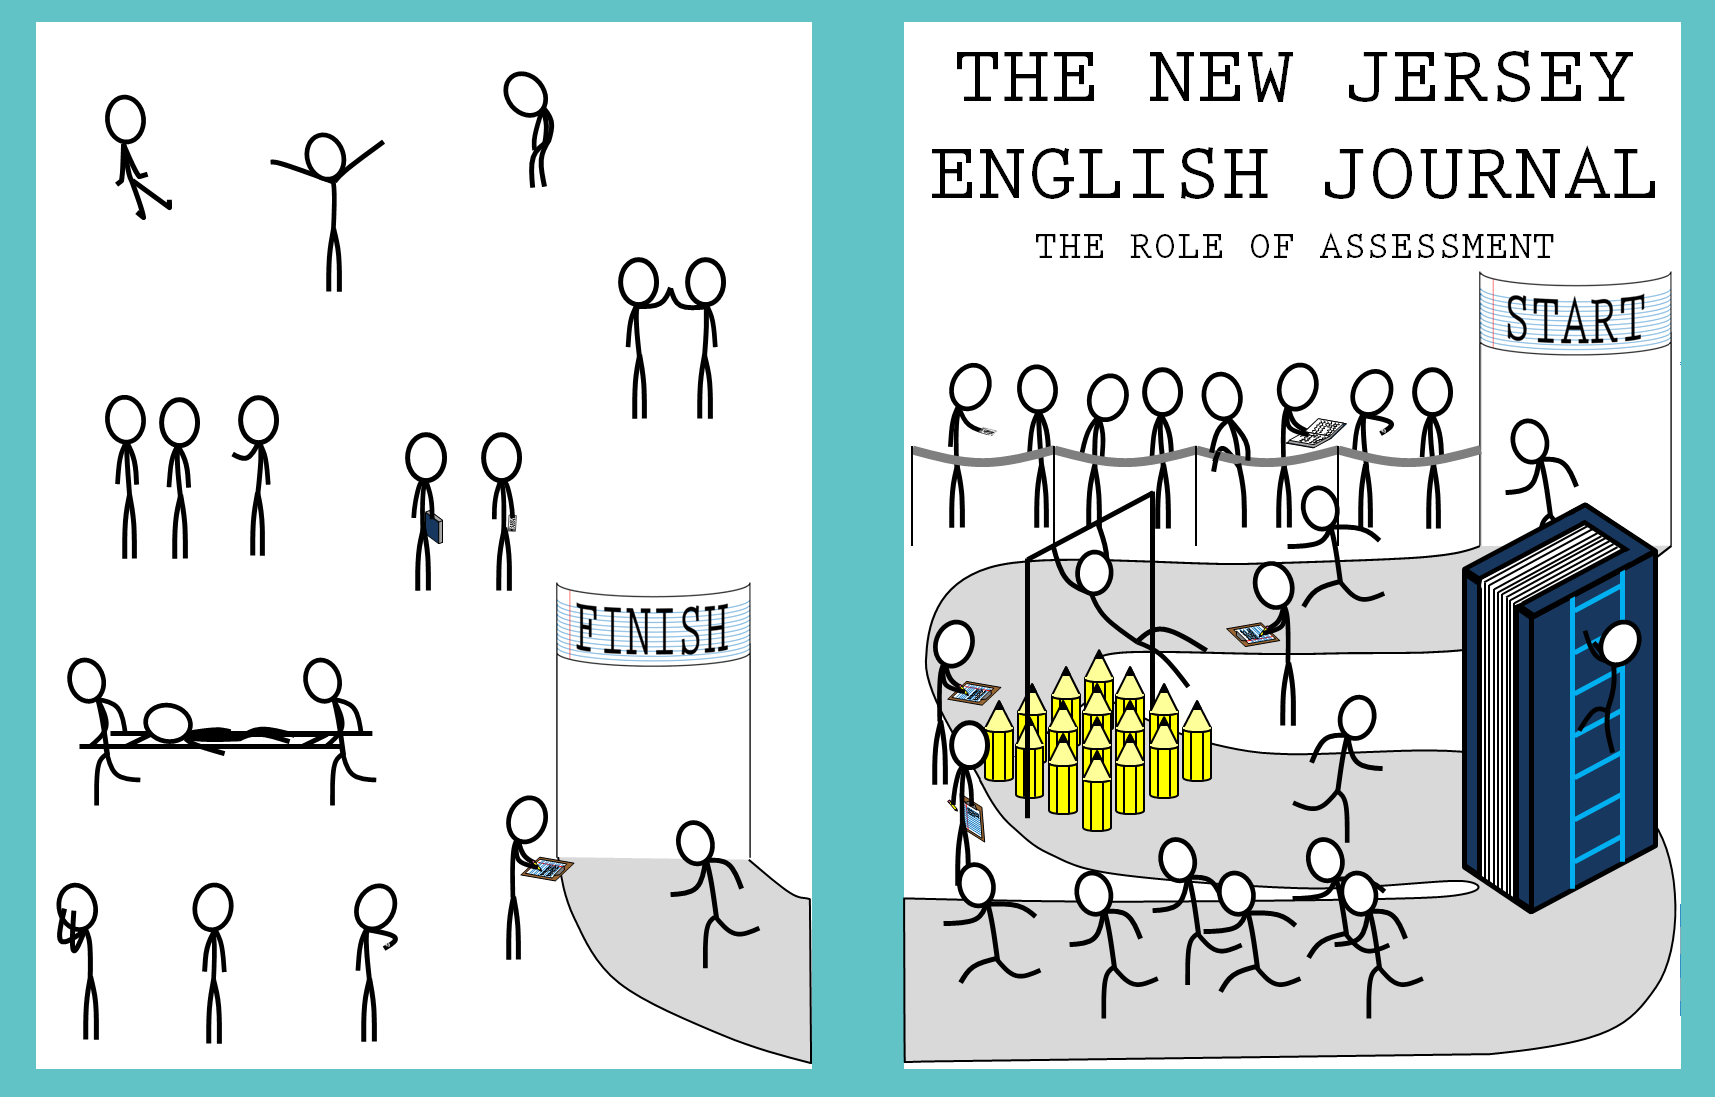 THE NEW JERSEY
ENGLISH JOURNAL
THE ROLE OF ASSESSMENT
START
FINISH